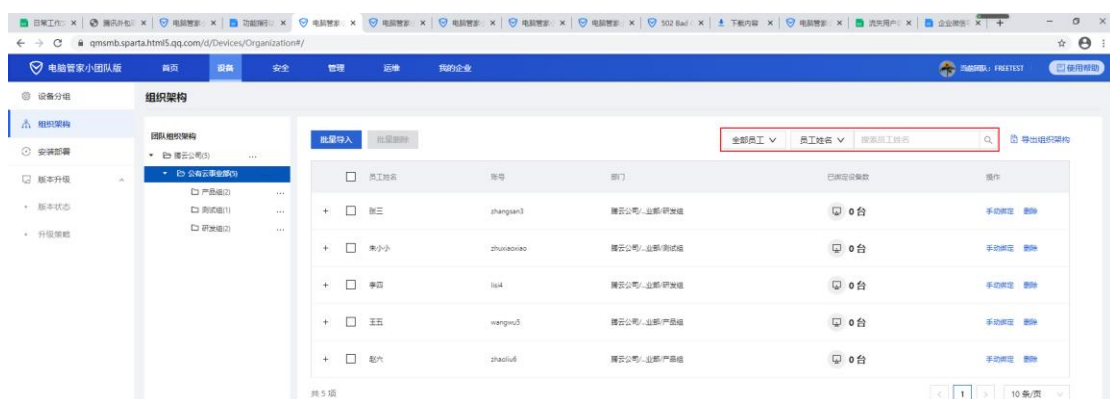 日常工作
腾讯外包
电脑管家
功能指引
电脑管家
电脑管家
电脑管家
电脑管家
电脑管家
502 Bad
下载内容
电脑管家
流失用户
企业微信
qmsmb.sparta.html5.qq.com/d/Devices/Organization#/
电脑管家小团队版 首页 设备 安全 管理 运维 我的企业 当前团队：FREETEST 使用帮助
设备分组
组织架构
安装部署
版本升级
版本状态
升级策略
组织架构
团队组织架构
腾云公司(5) ...
公有云事业部(5)
产品组(2) ...
测试组(1) ...
研发组(2) ...
批量导入 批量删除 全部员工 员工姓名 搜索员工姓名 导出组织架构
员工姓名 账号 部门 已绑定设备数 操作
+ 张三 zhangsan3 腾云公司/...业部/研发组 0 台 手动绑定 删除
+ 朱小小 zhuxiaoxiao 腾云公司/...业部/测试组 0 台 手动绑定 删除
+ 李四 lisi4 腾云公司/...业部/研发组 0 台 手动绑定 删除
+ 王五 wangwu5 腾云公司/...业部/产品组 0 台 手动绑定 删除
+ 赵六 zhaoliu6 腾云公司/...业部/产品组 0 台 手动绑定 删除
共 5 项 < 1 > 10 条/页